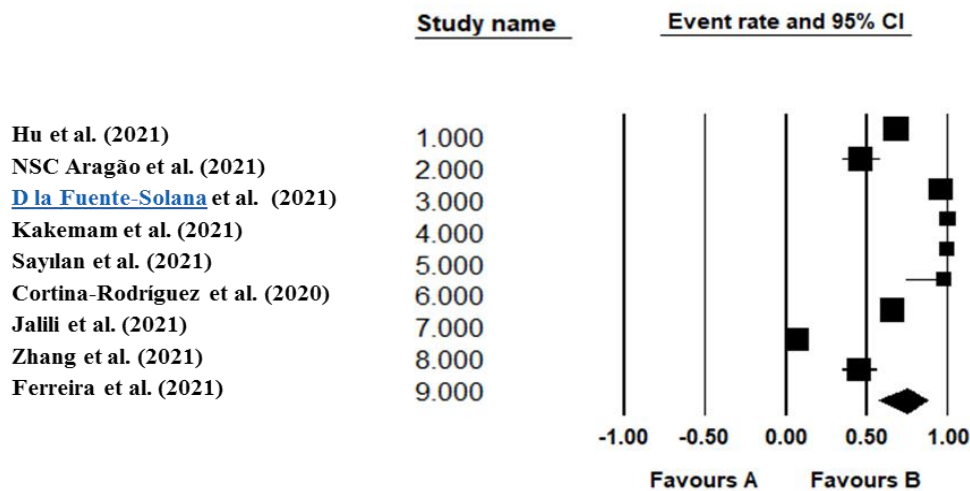 Study name Event rate and 95% CI
Hu et al. (2021) 1.000
NSC Aragão et al. (2021) 2.000
D la Fuente-Solana et al. (2021) 3.000
Kakemam et al. (2021) 4.000
Sayılan et al. (2021) 5.000
Cortina-Rodríguez et al. (2020) 6.000
Jalili et al. (2021) 7.000
Zhang et al. (2021) 8.000
Ferreira et al. (2021) 9.000
-1.00 -0.50 0.00 0.50 1.00
Favours A Favours B